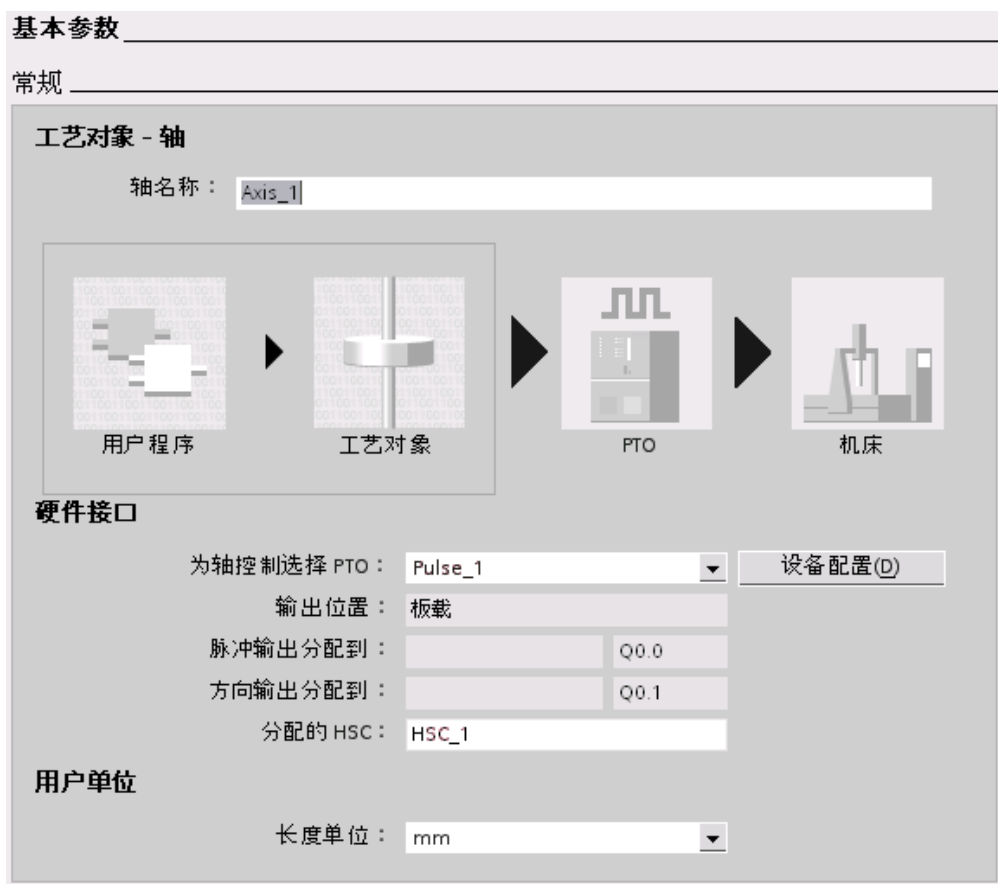 基本参数
常规
工艺对象 - 轴
轴名称： Axis_1
用户程序 工艺对象 PTO 机床
硬件接口
为轴控制选择 PTO： Pulse_1 设备配置(D)
输出位置： 板载
脉冲输出分配到： Q0.0
方向输出分配到： Q0.1
分配的 HSC： HSC_1
用户单位
长度单位： mm